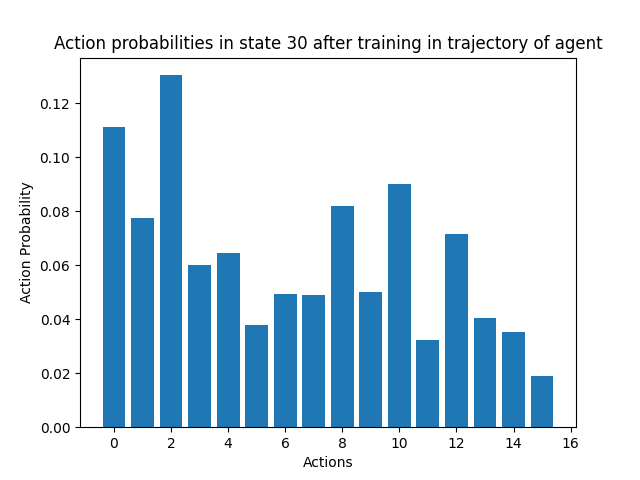 Action probabilities in state 30 after training in trajectory of agent
0.12
0.10
0.08
0.06
0.04
0.02
0.00
Action Probability
0 2 4 6 8 10 12 14 16
Actions